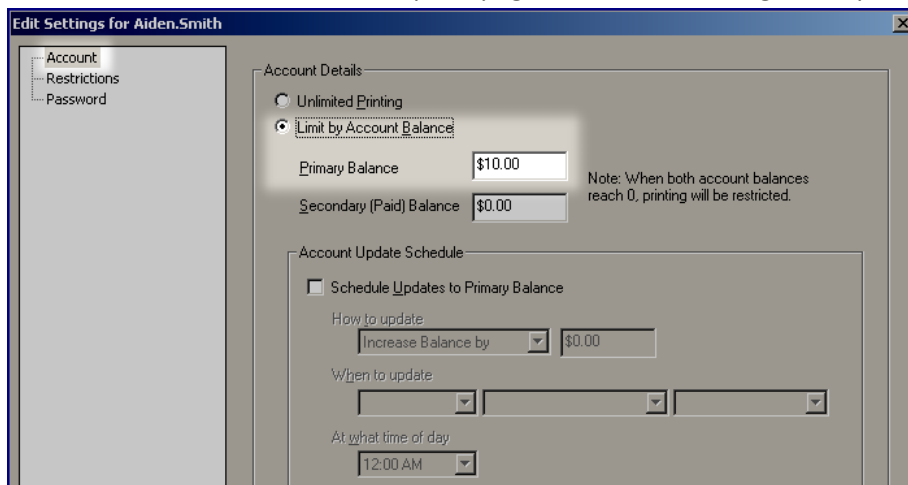 Edit Settings for Aiden.Smith
Account
Restrictions
Password
Account Details
Unlimited Printing
Limit by Account Balance
Primary Balance $10.00
Secondary (Paid) Balance $0.00
Note: When both account balances
reach 0, printing will be restricted.
Account Update Schedule
Schedule Updates to Primary Balance
How to update
Increase Balance by $0.00
When to update
At what time of day
12:00 AM